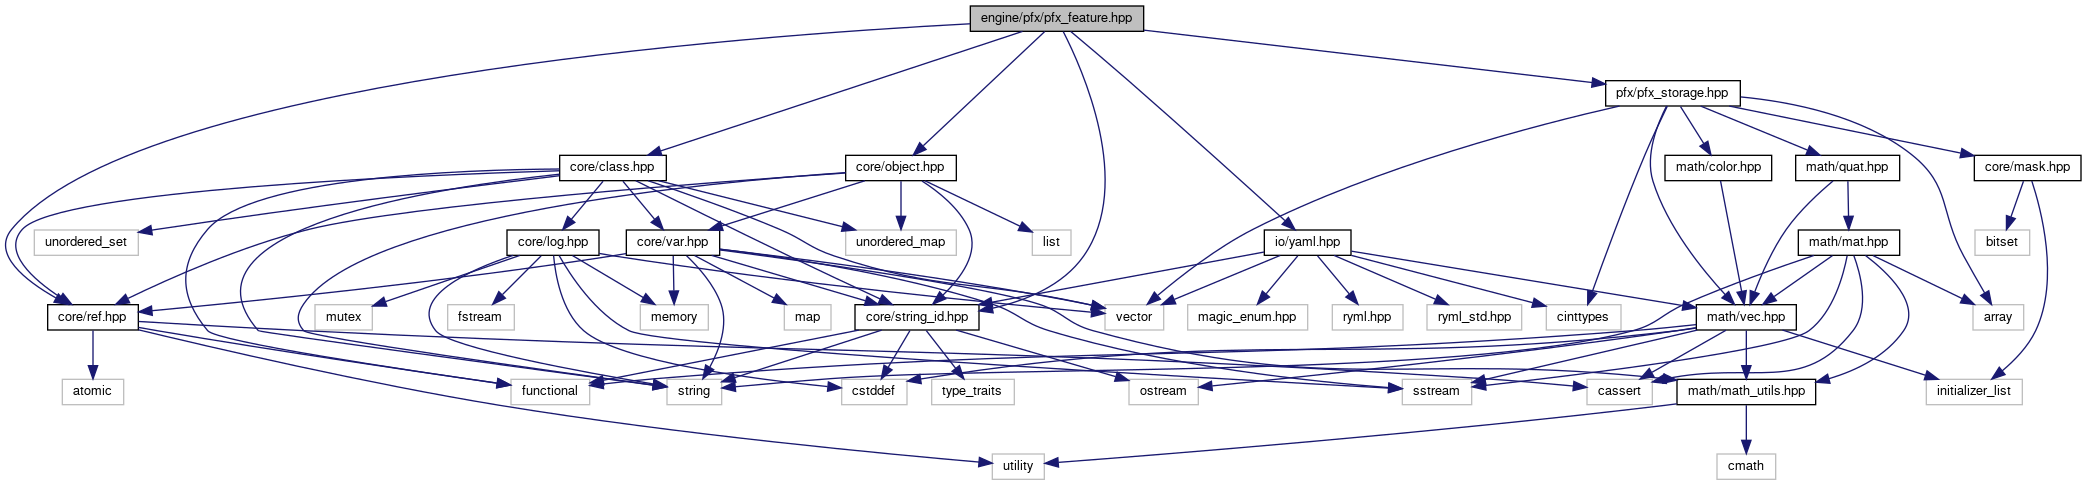 engine/pfx/pfx_feature.hpp
pfx/pfx_storage.hpp
core/class.hpp
core/object.hpp
math/color.hpp
math/quat.hpp
core/mask.hpp
unordered_set
core/log.hpp
core/var.hpp
unordered_map
list
io/yaml.hpp
math/mat.hpp
bitset
core/ref.hpp
mutex
fstream
memory
map
core/string_id.hpp
vector
magic_enum.hpp
ryml.hpp
ryml_std.hpp
cinttypes
math/vec.hpp
array
atomic
functional
string
cstddef
type_traits
ostream
sstream
cassert
math/math_utils.hpp
initializer_list
utility
cmath